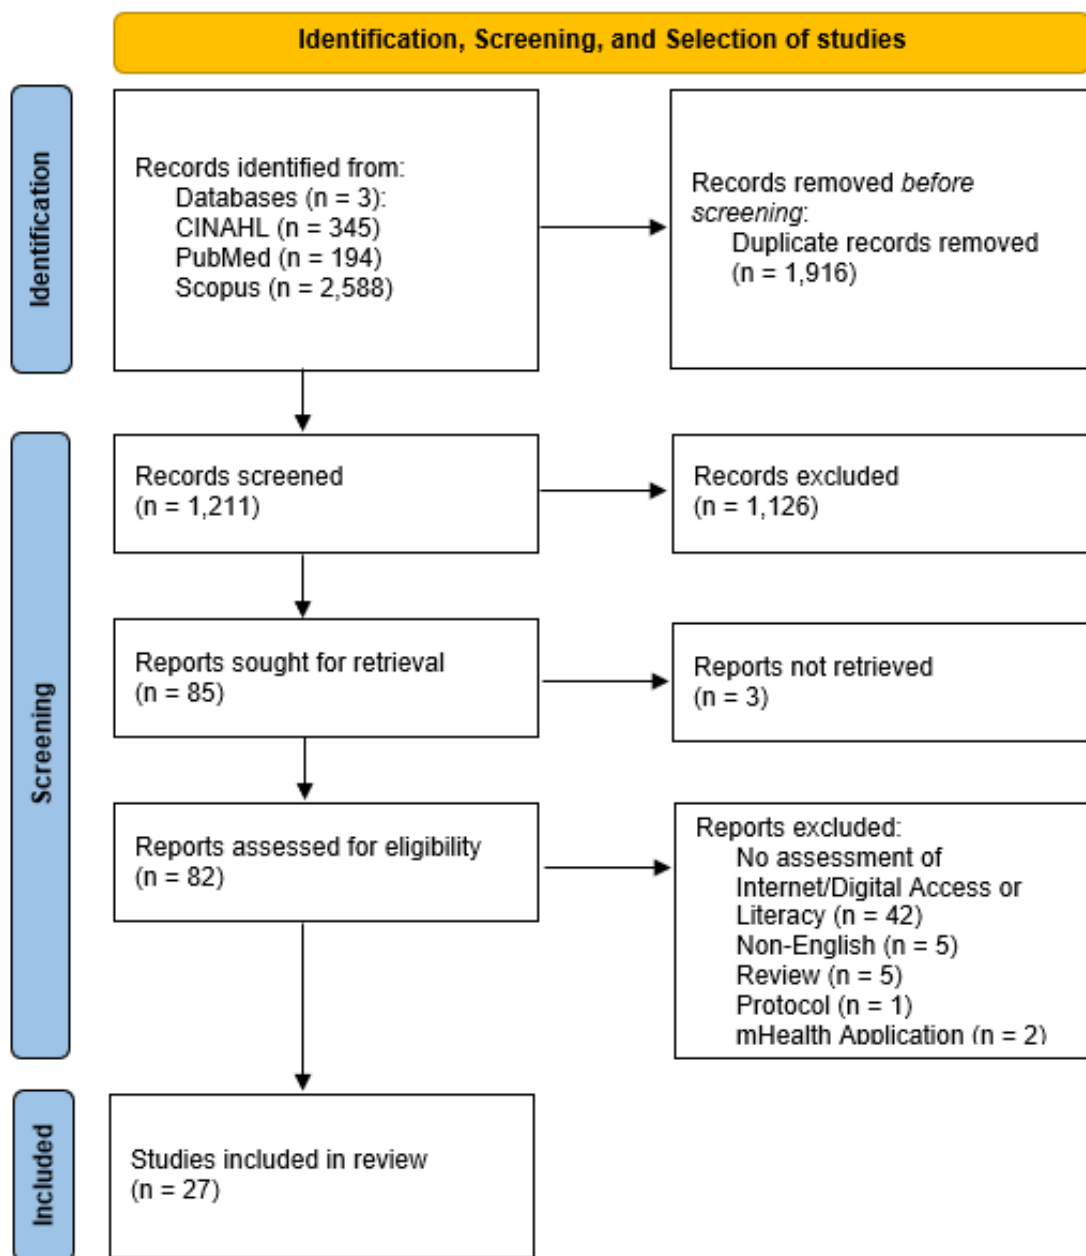 Identification, Screening, and Selection of studies
Identification
Records identified from:
Databases (n = 3):
CINAHL (n = 345)
PubMed (n = 194)
Scopus (n = 2,588)
Records removed before
screening:
Duplicate records removed
(n = 1,916)
Screening
Records screened
(n = 1,211)
Records excluded
(n = 1,126)
Reports sought for retrieval
(n = 85)
Reports not retrieved
(n = 3)
Reports assessed for eligibility
(n = 82)
Reports excluded:
No assessment of
Internet/Digital Access or
Literacy (n = 42)
Non-English (n = 5)
Review (n = 5)
Protocol (n = 1)
mHealth Application (n = 2)
Included
Studies included in review
(n = 27)